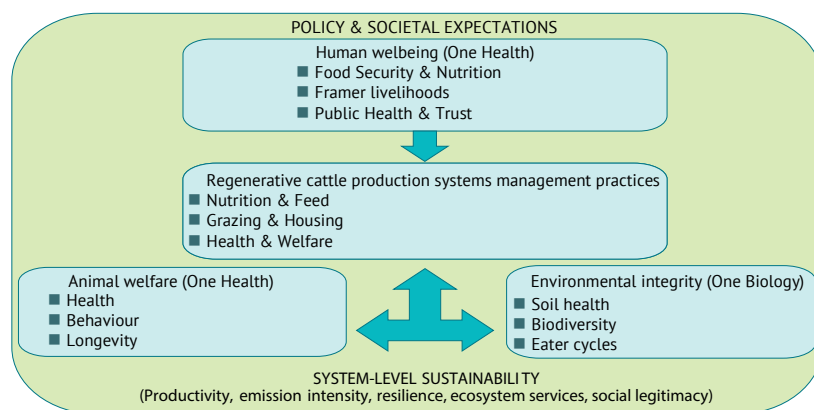 POLICY & SOCIETAL EXPECTATIONS
Human welbeing (One Health)
Food Security & Nutrition
Framer livelihoods
Public Health & Trust
Regenerative cattle production systems management practices
Nutrition & Feed
Grazing & Housing
Health & Welfare
Animal welfare (One Health)
Health
Behaviour
Longevity
Environmental integrity (One Biology)
Soil health
Biodiversity
Eater cycles
SYSTEM-LEVEL SUSTAINABILITY
(Productivity, emission intensity, resilience, ecosystem services, social legitimacy)